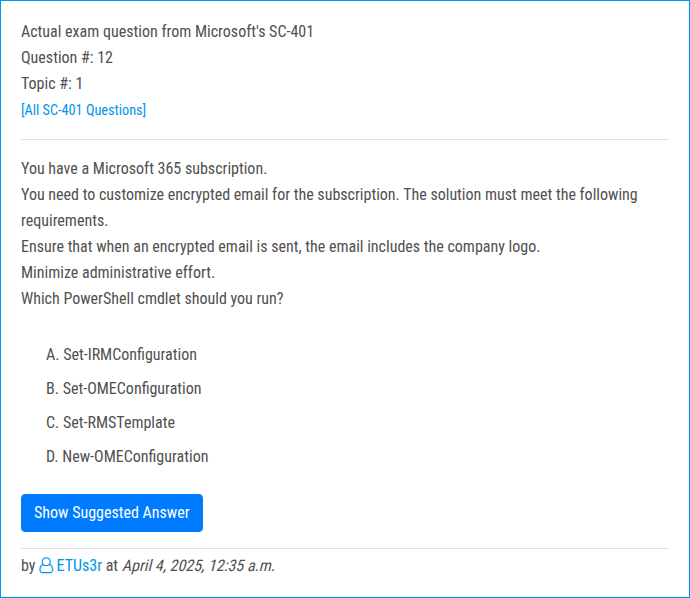 Actual exam question from Microsoft's SC-401
Question #: 12
Topic #: 1
[All SC-401 Questions]
You have a Microsoft 365 subscription.
You need to customize encrypted email for the subscription. The solution must meet the following
requirements.
Ensure that when an encrypted email is sent, the email includes the company logo.
Minimize administrative effort.
Which PowerShell cmdlet should you run?
A. Set-IRMConfiguration
B. Set-OMEConfiguration
C. Set-RMSTemplate
D. New-OMEConfiguration
Show Suggested Answer
by ETUs3r at April 4, 2025, 12:35 a.m.